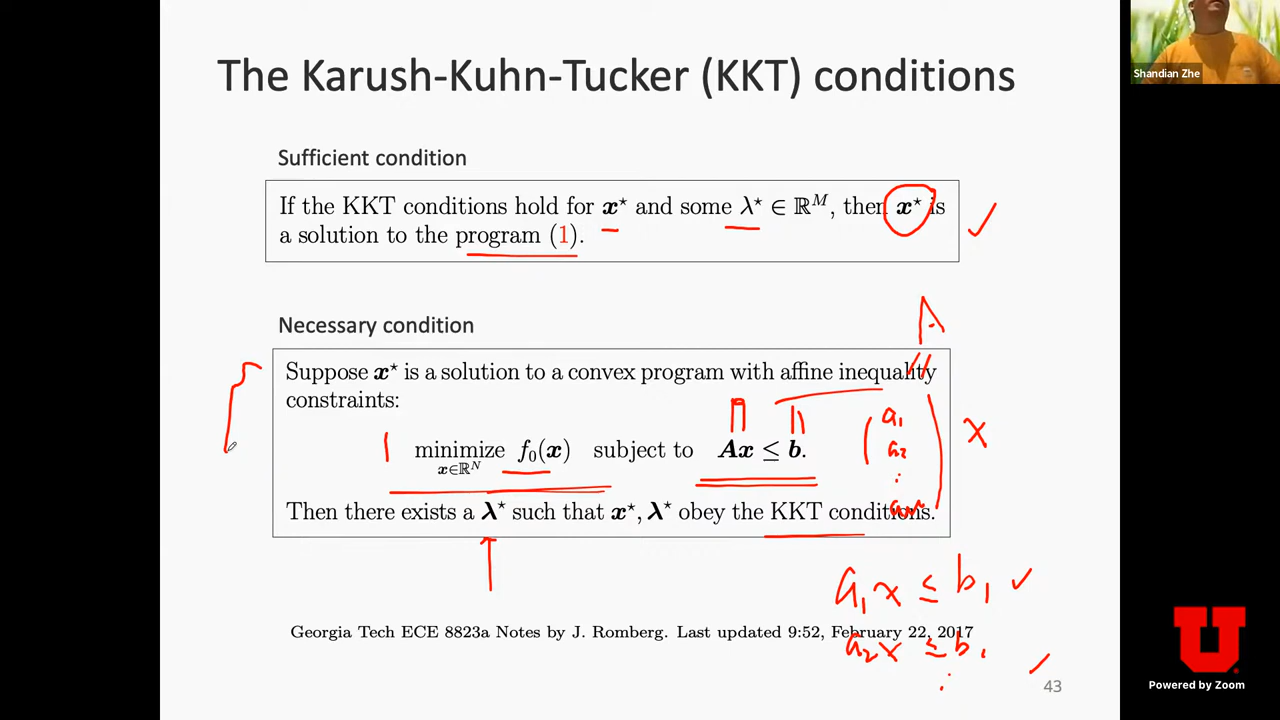 The Karush-Kuhn-Tucker (KKT) conditions
Shandian Zhe
Sufficient condition
If the KKT conditions hold for x⋆ and some λ⋆ ∈ ℝᴹ, then x⋆ is
a solution to the program (1).
✓
Necessary condition
A
Suppose x⋆ is a solution to a convex program with affine inequality
constraints:
minimize f₀(x) subject to Ax ≤ b.
x∈ℝᴺ
a₁
a₂
⋮
x
Then there exists a λ⋆ such that x⋆, λ⋆ obey the KKT conditions.
a₁x ≤ b₁ ✓
Georgia Tech ECE 8823a Notes by J. Romberg. Last updated 9:52, February 22, 2017
a₂x ≤ b
43
Powered by Zoom